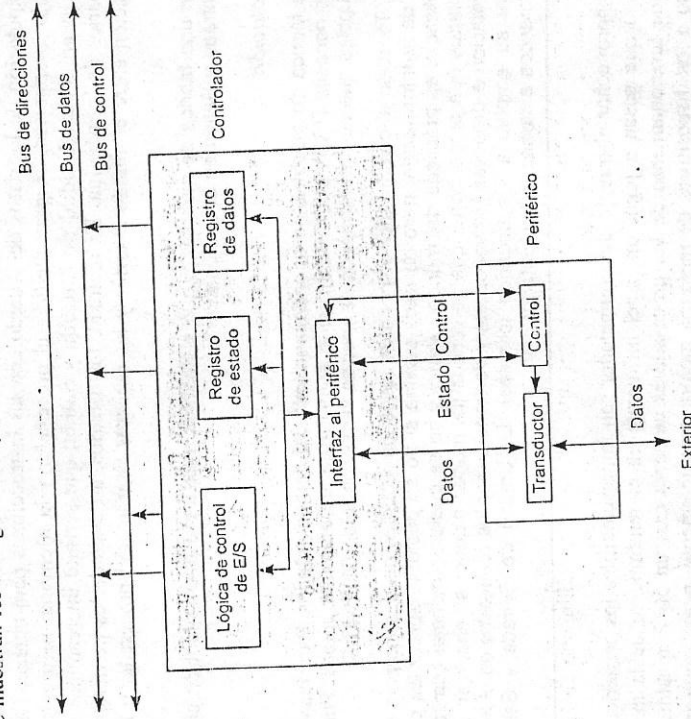 Bus de direcciones
Bus de datos
Bus de control
Controlador
Lógica de control
de E/S
Registro
de estado
Registro
de datos
Interfaz al periférico
Datos
Estado
Control
Periférico
Transductor
Control
Datos
Exterior